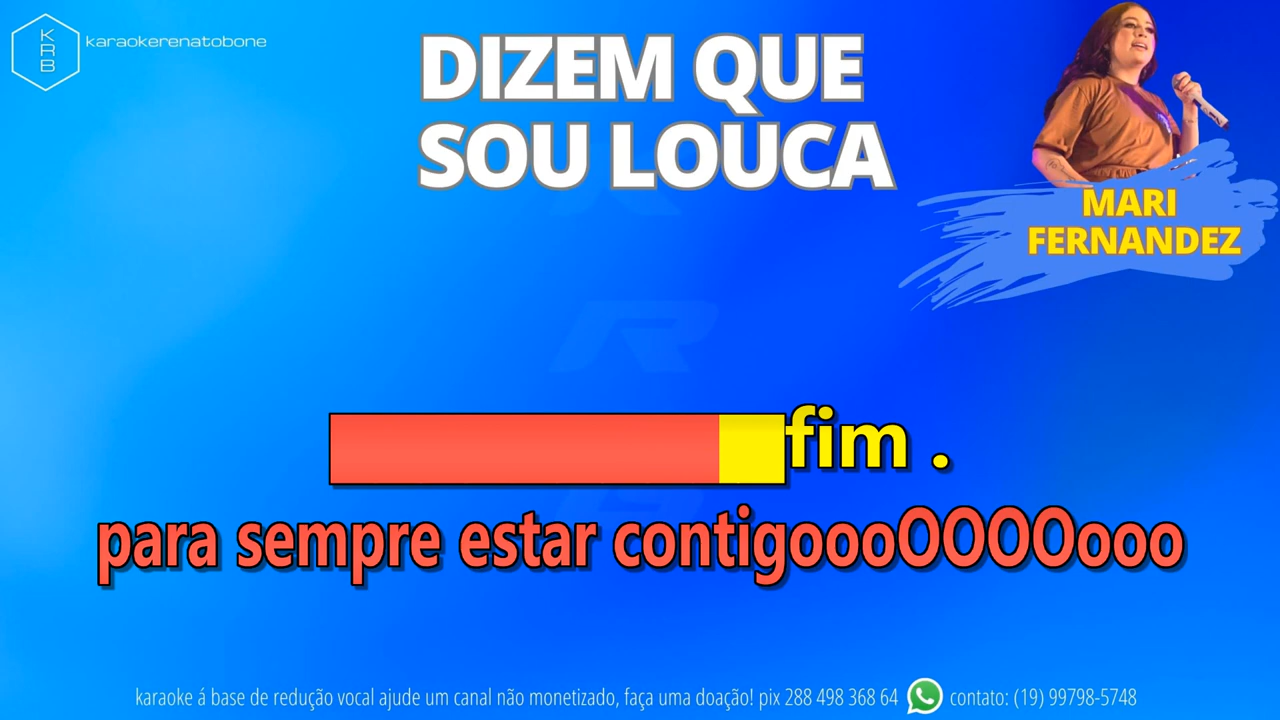 KRB
karaokerenatobone
DIZEM QUE
SOU LOUCA
MARI
FERNANDEZ
fim .
para sempre estar contigoooOOOOooo
karaoke á base de redução vocal ajude um canal não monetizado, faça uma doação! pix 288 498 368 64 contato: (19) 99798-5748